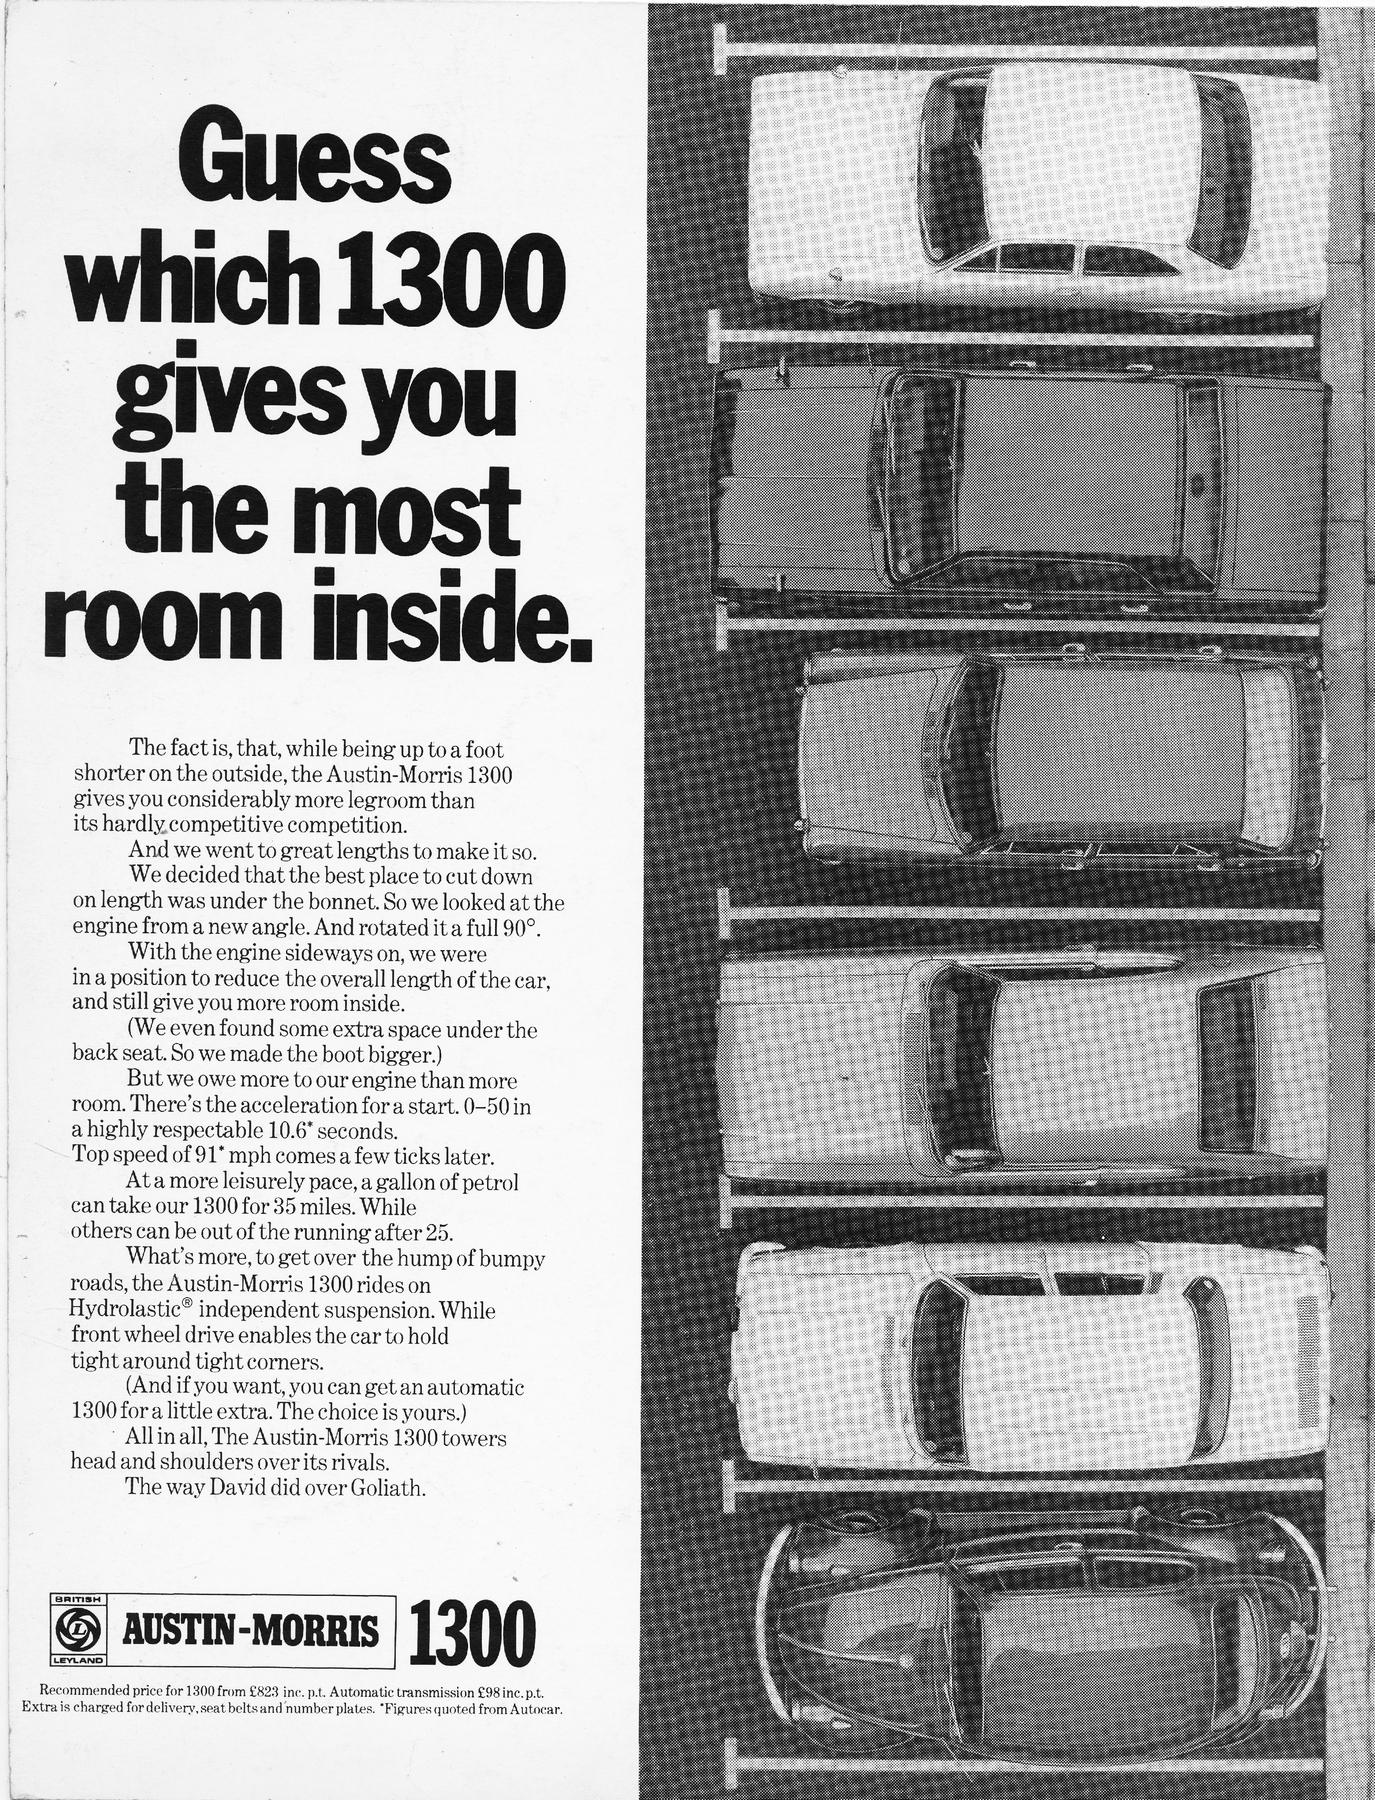 Guess
which 1300
gives you
the most
room inside.
The fact is, that, while being up to a foot
shorter on the outside, the Austin-Morris 1300
gives you considerably more legroom than
its hardly competitive competition.
And we went to great lengths to make it so.
We decided that the best place to cut down
on length was under the bonnet. So we looked at the
engine from a new angle. And rotated it a full 90°.
With the engine sideways on, we were
in a position to reduce the overall length of the car,
and still give you more room inside.
(We even found some extra space under the
back seat. So we made the boot bigger.)
But we owe more to our engine than more
room. There's the acceleration for a start. 0–50 in
a highly respectable 10.6* seconds.
Top speed of 91* mph comes a few ticks later.
At a more leisurely pace, a gallon of petrol
can take our 1300 for 35 miles. While
others can be out of the running after 25.
What's more, to get over the hump of bumpy
roads, the Austin-Morris 1300 rides on
Hydrolastic® independent suspension. While
front wheel drive enables the car to hold
tight around tight corners.
(And if you want, you can get an automatic
1300 for a little extra. The choice is yours.)
All in all, The Austin-Morris 1300 towers
head and shoulders over its rivals.
The way David did over Goliath.
BRITISH
L
LEYLAND
AUSTIN-MORRIS 1300
Recommended price for 1300 from £823 inc. p.t. Automatic transmission £98 inc. p.t.
Extra is charged for delivery, seat belts and number plates. *Figures quoted from Autocar.